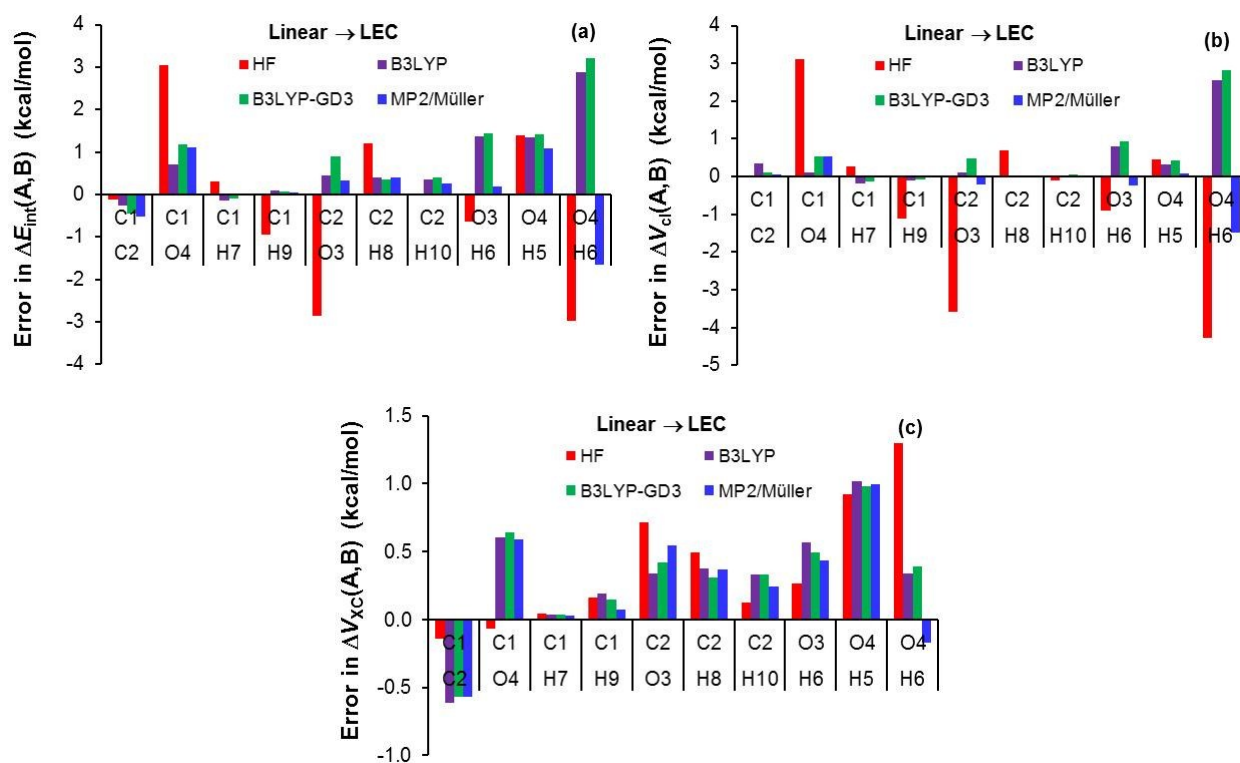 Linear → LEC
(a)
HF
B3LYP
B3LYP-GD3
MP2/Müller
Error in ΔEint(A,B) (kcal/mol)
4
3
2
1
0
-1
-2
-3
-4
C1 C1 C1 C1 C2 C2 C2 O3 O4 O4
C2 O4 H7 H9 O3 H8 H10 H6 H5 H6
Linear → LEC
(b)
HF
B3LYP
B3LYP-GD3
MP2/Müller
Error in ΔVcl(A,B) (kcal/mol)
4
3
2
1
0
-1
-2
-3
-4
-5
C1 C1 C1 C1 C2 C2 C2 O3 O4 O4
C2 O4 H7 H9 O3 H8 H10 H6 H5 H6
Linear → LEC
(c)
HF
B3LYP
B3LYP-GD3
MP2/Müller
Error in ΔVXC(A,B) (kcal/mol)
1.5
1.0
0.5
0.0
-0.5
-1.0
C1 C1 C1 C1 C2 C2 C2 O3 O4 O4
C2 O4 H7 H9 O3 H8 H10 H6 H5 H6